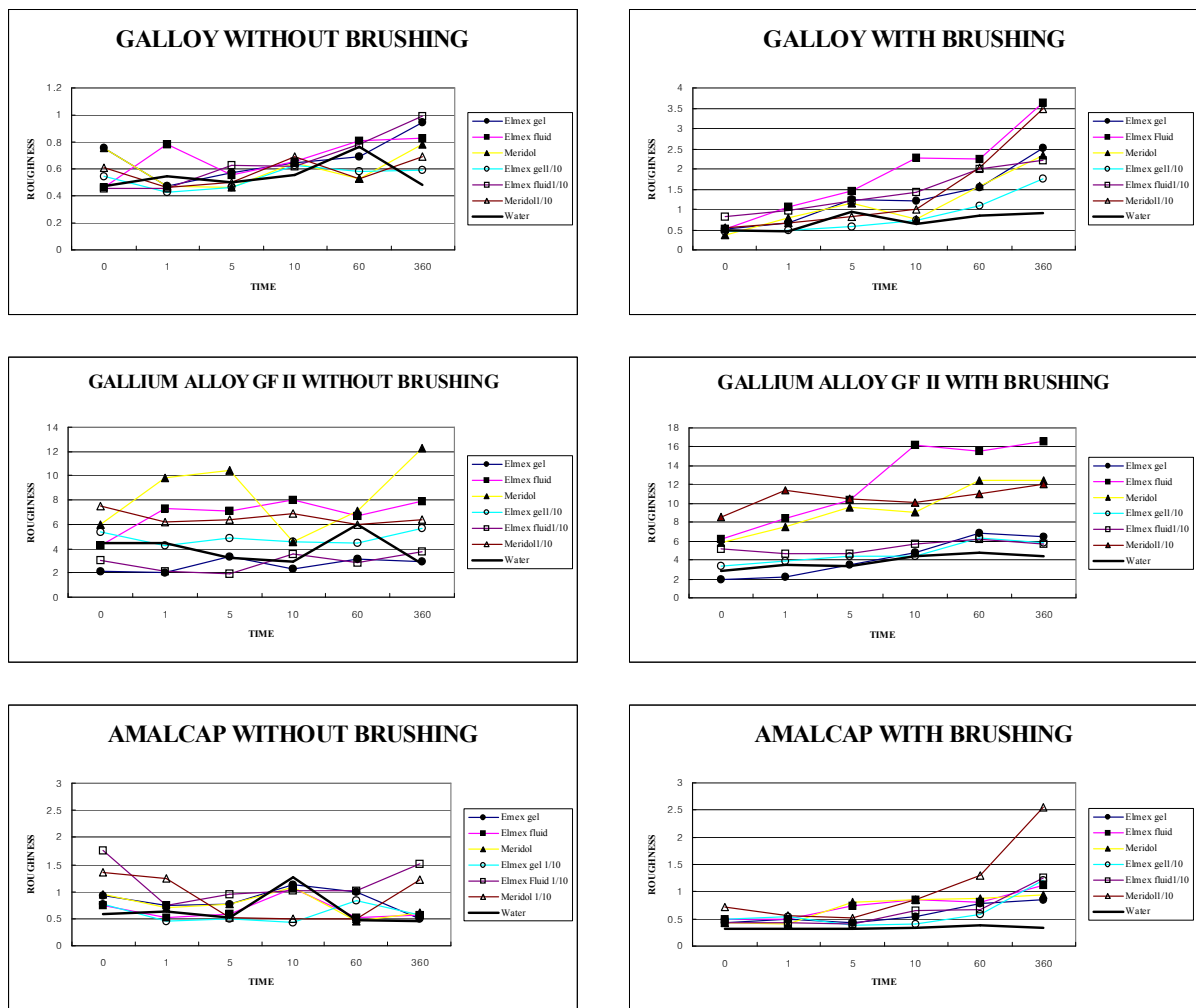 GALLOY WITHOUT BRUSHING
1.2
1
0.8
0.6
0.4
0.2
0
ROUGHNESS
0 1 5 10 60 360
TIME
Elmex gel
Elmex fluid
Meridol
Elmex gel1/10
Elmex fluid1/10
Meridol1/10
Water
GALLOY WITH BRUSHING
4
3.5
3
2.5
2
1.5
1
0.5
0
ROUGHNESS
0 1 5 10 60 360
TIME
Elmex gel
Elmex Fluid
Meridol
Elmex gel1/10
Elmex fluid1/10
Meridol1/10
Water
GALLIUM ALLOY GF II WITHOUT BRUSHING
14
12
10
8
6
4
2
0
ROUGHNESS
0 1 5 10 60 360
TIME
Elmex gel
Elmex fluid
Meridol
Elmex gel1/10
Elmex fluid1/10
Meridol1/10
Water
GALLIUM ALLOY GF II WITH BRUSHING
18
16
14
12
10
8
6
4
2
0
ROUGHNESS
0 1 5 10 60 360
TIME
Elmex gel
Elmex fluid
Meridol
Elmex gel1/10
Elmex fluid1/10
Meridol1/10
Water
AMALCAP WITHOUT BRUSHING
3
2.5
2
1.5
1
0.5
0
ROUGHNESS
0 1 5 10 60 360
TIME
Emex gel
Elmex fluid
Meridol
Elmex gel 1/10
Elmex Fluid 1/10
Meridol 1/10
Water
AMALCAP WITH BRUSHING
3
2.5
2
1.5
1
0.5
0
ROUGHNESS
0 1 5 10 60 360
TIME
Elmex gel
Elmex fluid
Meridol
Elmex gel1/10
Elmex fluid1/10
Meridol1/10
Water